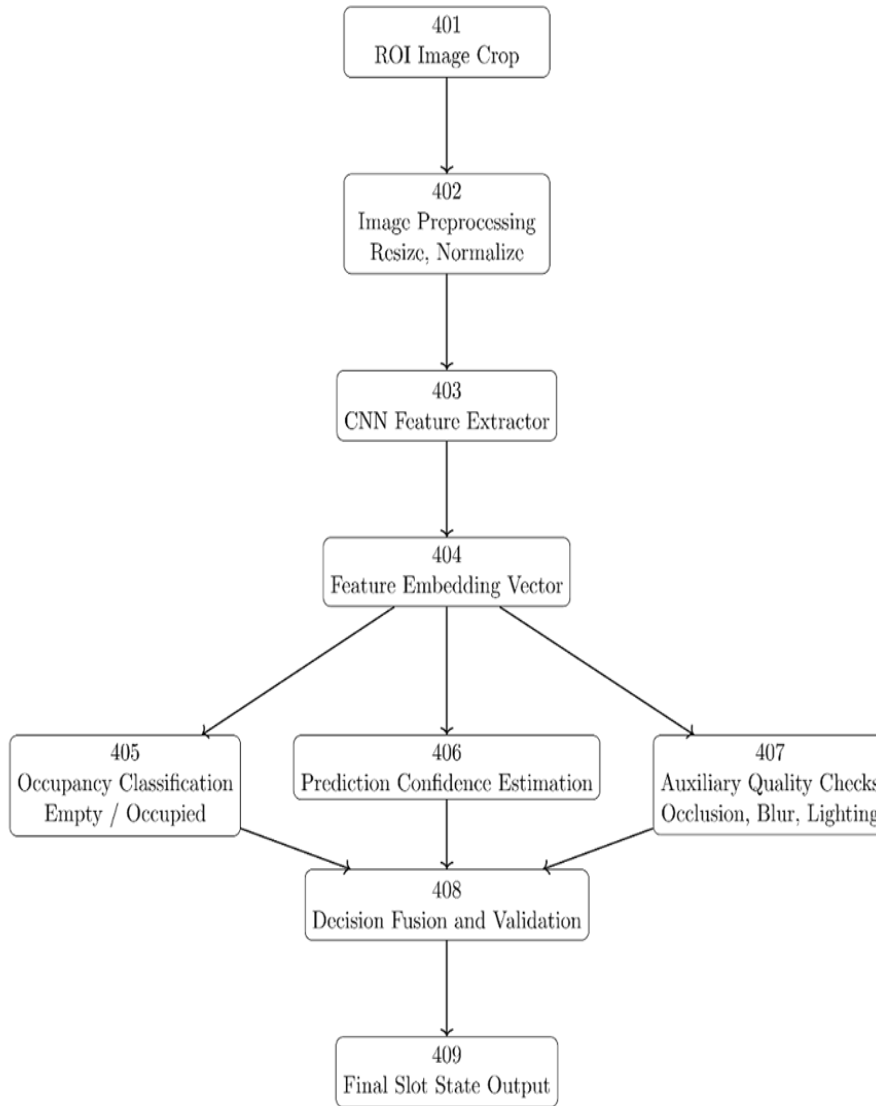 401
ROI Image Crop
402
Image Preprocessing
Resize, Normalize
403
CNN Feature Extractor
404
Feature Embedding Vector
405
Occupancy Classification
Empty / Occupied
406
Prediction Confidence Estimation
407
Auxiliary Quality Checks
Occlusion, Blur, Lighting
408
Decision Fusion and Validation
409
Final Slot State Output